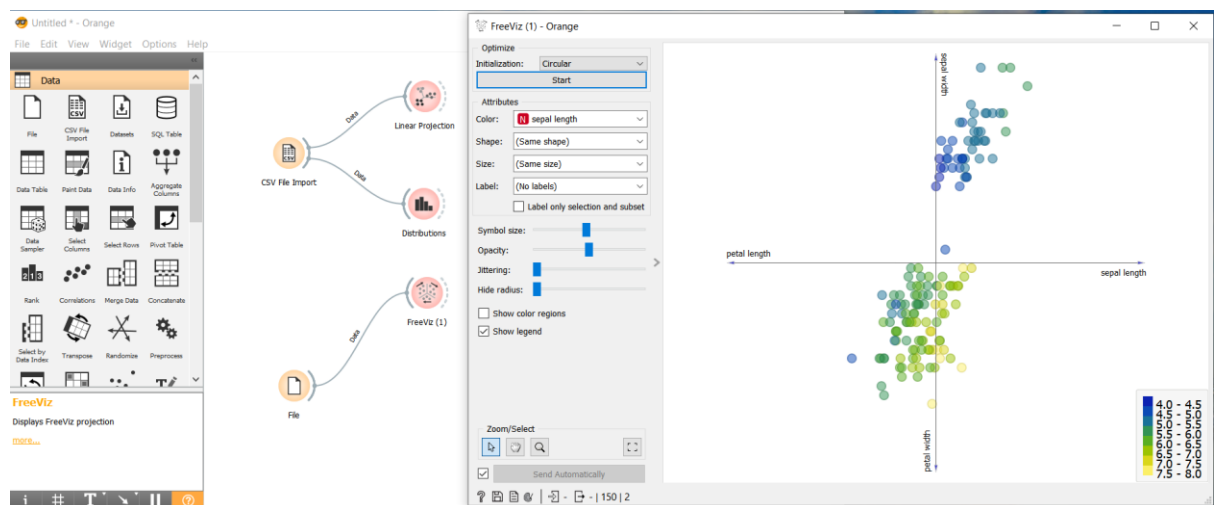 Untitled * - Orange
File Edit View Widget Options Help
Data
File
CSV File Import
Datasets
SQL Table
Data Table
Paint Data
Data Info
Aggregate Columns
Data Sampler
Select Columns
Select Rows
Pivot Table
Rank
Correlations
Merge Data
Concatenate
Select by Data Index
Transpose
Randomize
Preprocess
FreeViz
Displays FreeViz projection
more...
CSV File Import
Data
Linear Projection
Data
Distributions
File
Data
FreeViz (1)
FreeViz (1) - Orange
Optimize
Initialization: Circular
Start
Attributes
Color: N sepal length
Shape: (Same shape)
Size: (Same size)
Label: (No labels)
Label only selection and subset
Symbol size:
Opacity:
Jittering:
Hide radius:
Show color regions
Show legend
Zoom/Select
Send Automatically
- - | 150 | 2
sepal width
petal length
sepal length
petal width
4.0 - 4.5
4.5 - 5.0
5.0 - 5.5
5.5 - 6.0
6.0 - 6.5
6.5 - 7.0
7.0 - 7.5
7.5 - 8.0